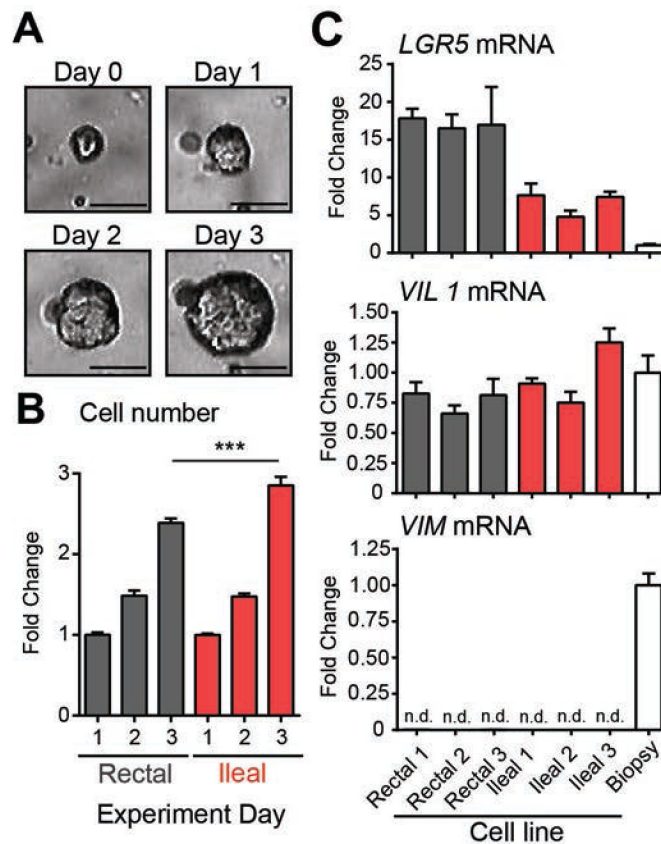 A
Day 0
Day 1
Day 2
Day 3
B
Cell number
***
Fold Change
3
2
1
0
1
2
3
1
2
3
Rectal
Ileal
Experiment Day
C
LGR5 mRNA
Fold Change
25
20
15
10
5
0
VIL 1 mRNA
Fold Change
1.50
1.25
1.00
0.75
0.50
0.25
0
VIM mRNA
Fold Change
1.25
1.00
0.75
0.50
0.25
0
n.d.
n.d.
n.d.
n.d.
n.d.
n.d.
Rectal 1
Rectal 2
Rectal 3
Ileal 1
Ileal 2
Ileal 3
Biopsy
Cell line